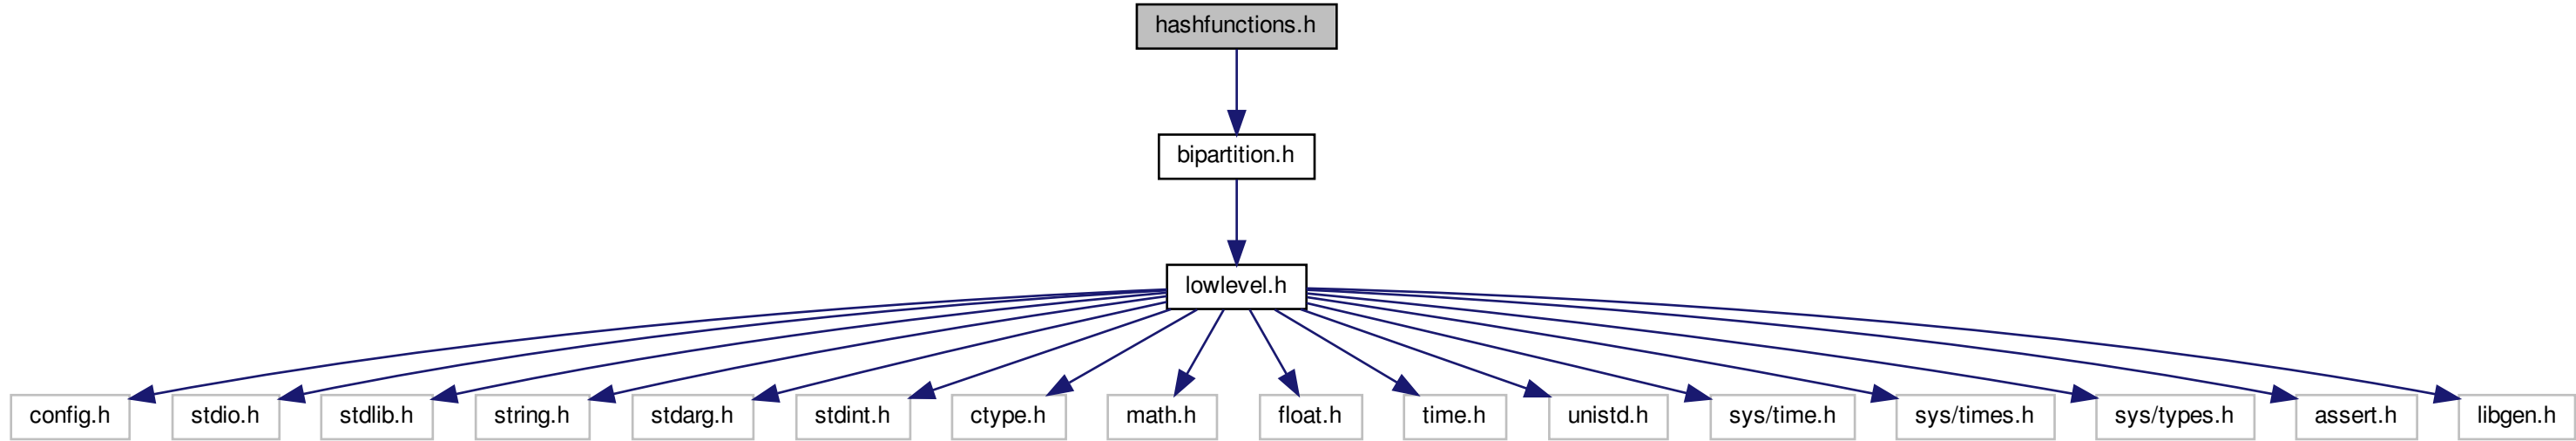 hashfunctions.h
bipartition.h
lowlevel.h
config.h
stdio.h
stdlib.h
string.h
stdarg.h
stdint.h
ctype.h
math.h
float.h
time.h
unistd.h
sys/time.h
sys/times.h
sys/types.h
assert.h
libgen.h